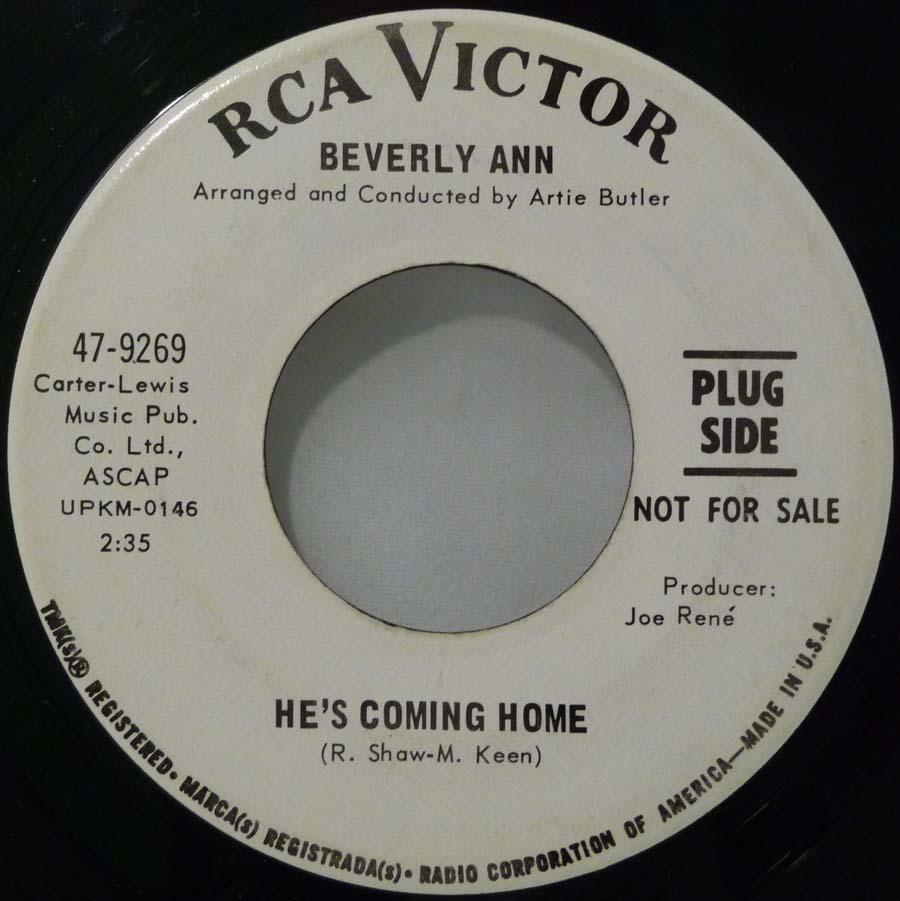 RCA VICTOR
BEVERLY ANN
Arranged and Conducted by Artie Butler
47-9269
Carter-Lewis
Music Pub.
Co. Ltd.,
ASCAP
UPKM-0146
2:35
PLUG
SIDE
NOT FOR SALE
Producer:
Joe René
HE'S COMING HOME
(R. Shaw-M. Keen)
TMK(s)® REGISTERED • MARCA(s) REGISTRADA(s) • RADIO CORPORATION OF AMERICA—MADE IN U.S.A.